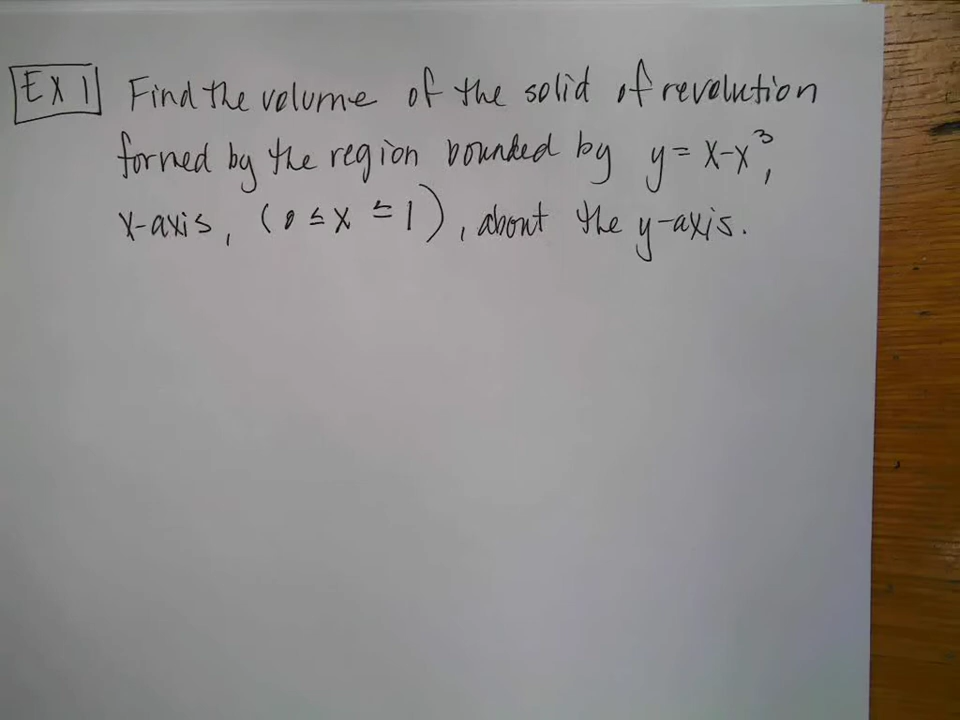 Ex 1 Find the volume of the solid of revolution
formed by the region bounded by y = x-x³,
x-axis, (0 ≤ x ≤ 1), about the y-axis.